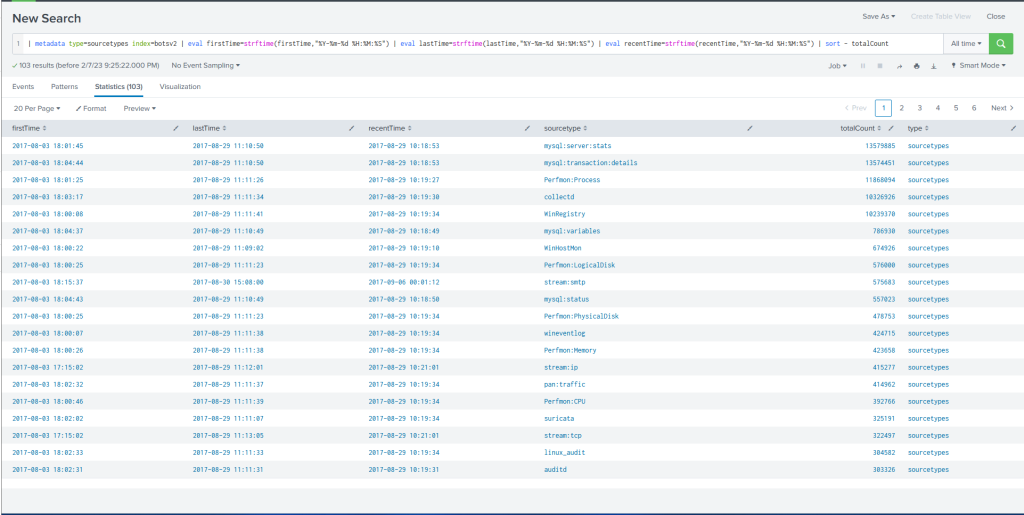 New Search
Save As ▾ Create Table View Close
1 | metadata type=sourcetypes index=botsv2 | eval firstTime=strftime(firstTime,"%Y-%m-%d %H:%M:%S") | eval lastTime=strftime(lastTime,"%Y-%m-%d %H:%M:%S") | eval recentTime=strftime(recentTime,"%Y-%m-%d %H:%M:%S") | sort - totalCount All time ▾
✓ 103 results (before 2/7/23 9:25:22.000 PM) No Event Sampling ▾ Job ▾ Smart Mode ▾
Events Patterns Statistics (103) Visualization
20 Per Page ▾ Format Preview ▾ < Prev 1 2 3 4 5 6 Next >
firstTime lastTime recentTime sourcetype totalCount type
2017-08-03 18:01:45 2017-08-29 11:10:50 2017-08-29 10:18:53 mysql:server:stats 13579885 sourcetypes
2017-08-03 18:04:44 2017-08-29 11:10:50 2017-08-29 10:18:53 mysql:transaction:details 13574451 sourcetypes
2017-08-03 18:01:25 2017-08-29 11:11:26 2017-08-29 10:19:27 Perfmon:Process 11868094 sourcetypes
2017-08-03 18:03:17 2017-08-29 11:11:34 2017-08-29 10:19:30 collectd 10326926 sourcetypes
2017-08-03 18:00:08 2017-08-29 11:11:41 2017-08-29 10:19:34 WinRegistry 10239370 sourcetypes
2017-08-03 18:04:37 2017-08-29 11:10:49 2017-08-29 10:18:49 mysql:variables 786930 sourcetypes
2017-08-03 18:00:22 2017-08-29 11:09:02 2017-08-29 10:19:10 WinHostMon 674926 sourcetypes
2017-08-03 18:00:25 2017-08-29 11:11:23 2017-08-29 10:19:34 Perfmon:LogicalDisk 576000 sourcetypes
2017-08-03 18:15:37 2017-08-30 15:08:00 2017-09-06 00:01:12 stream:smtp 575683 sourcetypes
2017-08-03 18:04:43 2017-08-29 11:10:49 2017-08-29 10:18:50 mysql:status 557023 sourcetypes
2017-08-03 18:00:25 2017-08-29 11:11:23 2017-08-29 10:19:34 Perfmon:PhysicalDisk 478753 sourcetypes
2017-08-03 18:00:07 2017-08-29 11:11:38 2017-08-29 10:19:34 wineventlog 424715 sourcetypes
2017-08-03 18:00:26 2017-08-29 11:11:38 2017-08-29 10:19:34 Perfmon:Memory 423658 sourcetypes
2017-08-03 17:15:02 2017-08-29 11:12:01 2017-08-29 10:21:01 stream:ip 415277 sourcetypes
2017-08-03 18:02:32 2017-08-29 11:11:37 2017-08-29 10:19:34 pan:traffic 414962 sourcetypes
2017-08-03 18:00:46 2017-08-29 11:11:39 2017-08-29 10:19:34 Perfmon:CPU 392766 sourcetypes
2017-08-03 18:02:02 2017-08-29 11:11:07 2017-08-29 10:19:34 suricata 325191 sourcetypes
2017-08-03 17:15:02 2017-08-29 11:13:05 2017-08-29 10:21:01 stream:tcp 322497 sourcetypes
2017-08-03 18:02:33 2017-08-29 11:11:33 2017-08-29 10:19:34 linux_audit 304582 sourcetypes
2017-08-03 18:02:31 2017-08-29 11:11:31 2017-08-29 10:19:31 auditd 303326 sourcetypes